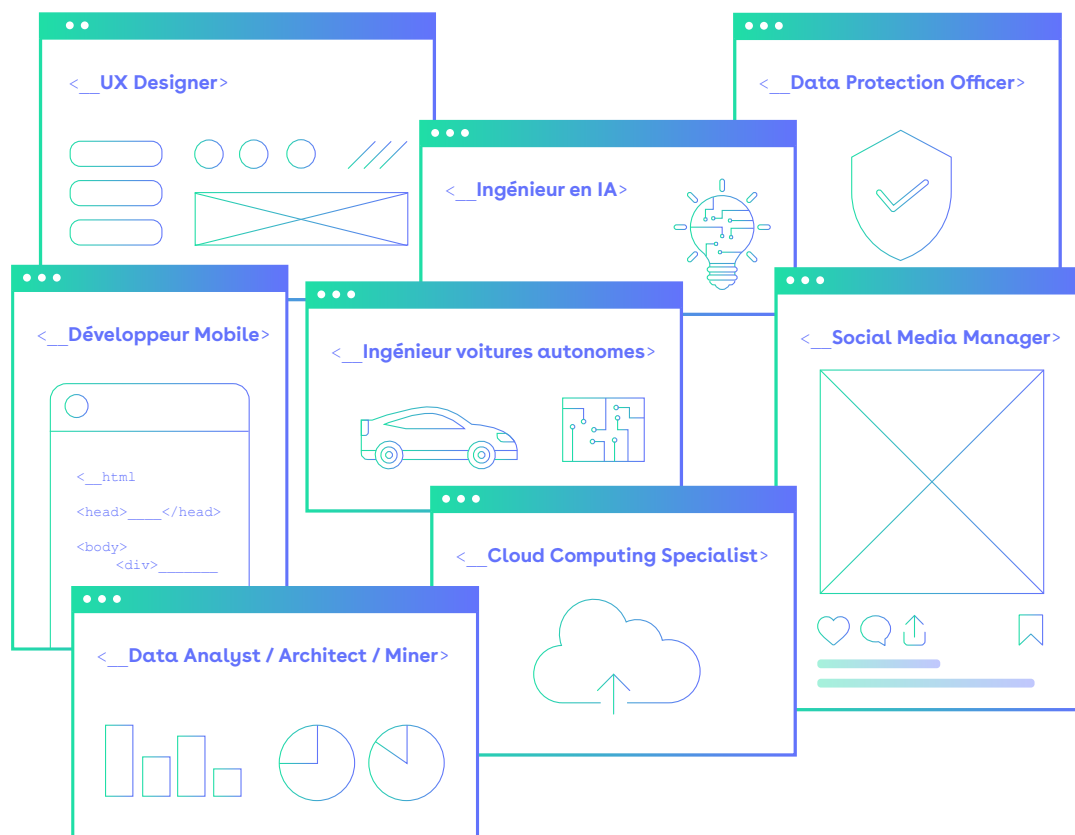 <__UX Designer>
<__Data Protection Officer>
<__Ingénieur en IA>
<__Développeur Mobile>
<__html
<head>____</head>
<body>
<div>_______
<__Ingénieur voitures autonomes>
<__Social Media Manager>
<__Cloud Computing Specialist>
<__Data Analyst / Architect / Miner>